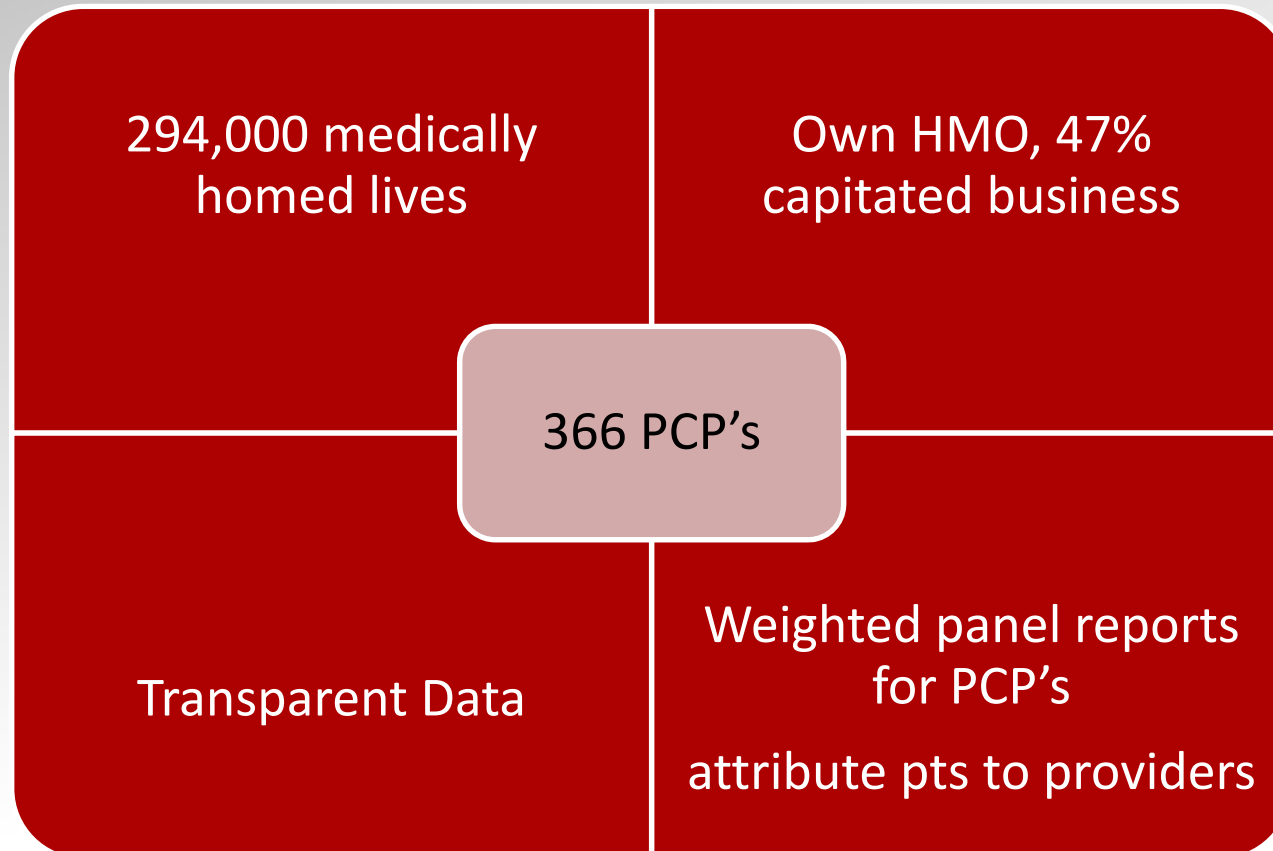 294,000 medically
homed lives
Own HMO, 47%
capitated business
366 PCP’s
Transparent Data
Weighted panel reports
for PCP’s
attribute pts to providers